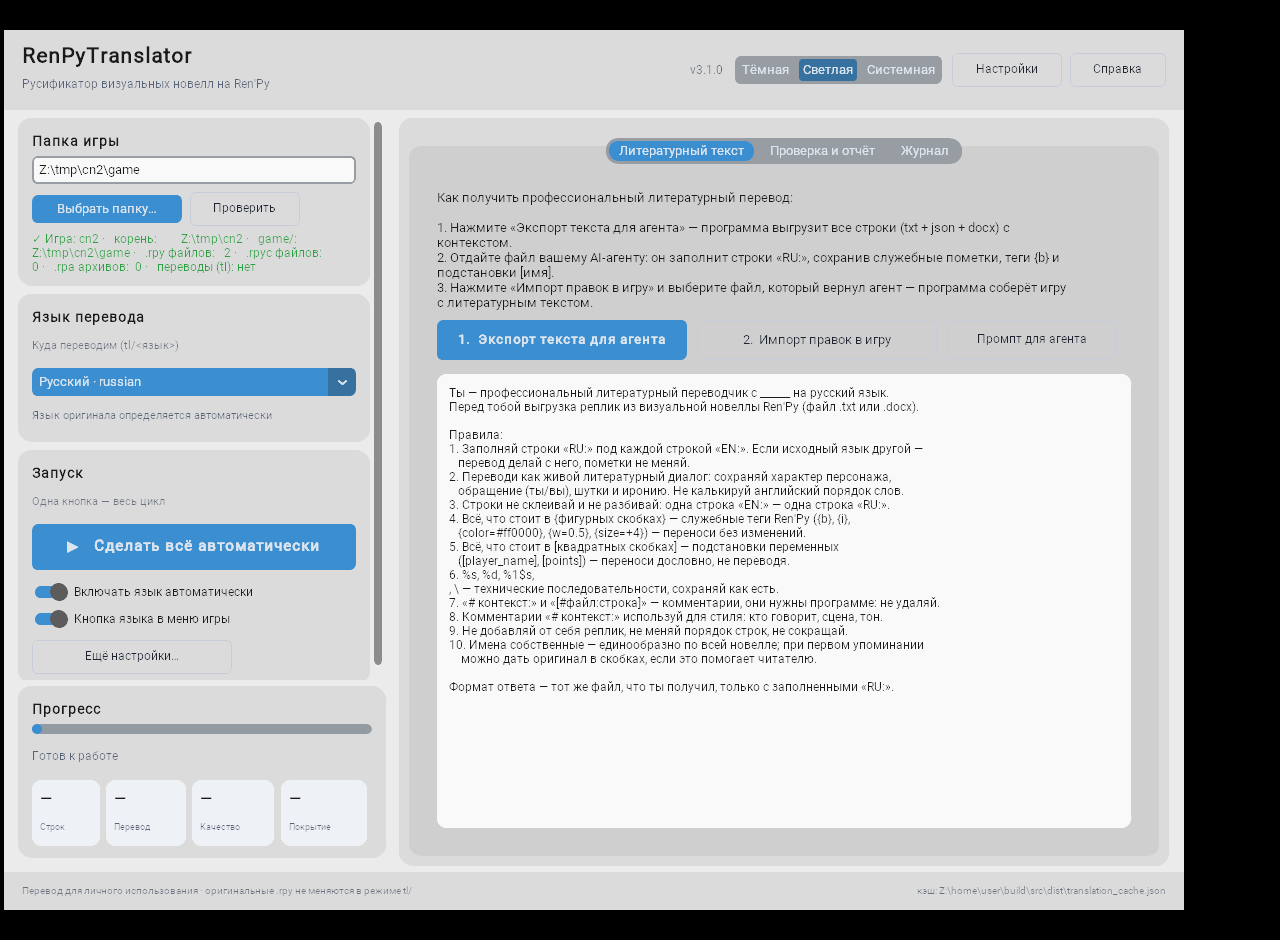 RenPyTranslator
Русификатор визуальных новелл на Ren'Py
v3.1.0
Тёмная
Светлая
Системная
Настройки
Справка
Папка игры
Z:\tmp\cn2\game
Выбрать папку...
Проверить
✓ Игра: cn2 · корень: Z:\tmp\cn2 · game/:
Z:\tmp\cn2\game · .rpy файлов: 2 · .rpyc файлов:
0 · .rpa архивов: 0 · переводы (tl): нет
Язык перевода
Куда переводим (tl/<язык>)
Русский · russian
Язык оригинала определяется автоматически
Запуск
Одна кнопка — весь цикл
▶ Сделать всё автоматически
Включать язык автоматически
Кнопка языка в меню игры
Ещё настройки...
Прогресс
Готов к работе
— — — —
Строк
Перевод
Качество
Покрытие
Литературный текст
Проверка и отчёт
Журнал
Как получить профессиональный литературный перевод:
1. Нажмите «Экспорт текста для агента» — программа выгрузит все строки (txt + json + docx) с
контекстом.
2. Отдайте файл вашему AI-агенту: он заполнит строки «RU:», сохранив служебные пометки, теги {b} и
подстановки [имя].
3. Нажмите «Импорт правок в игру» и выберите файл, который вернул агент — программа соберёт игру
с литературным текстом.
1. Экспорт текста для агента
2. Импорт правок в игру
Промпт для агента
Ты — профессиональный литературный переводчик с _____ на русский язык.
Перед тобой выгрузка реплик из визуальной новеллы Ren'Py (файл .txt или .docx).
Правила:
1. Заполняй строки «RU:» под каждой строкой «EN:». Если исходный язык другой —
перевод делай с него, пометки не меняй.
2. Переводи как живой литературный диалог: сохраняй характер персонажа,
обращение (ты/вы), шутки и иронию. Не калькируй английский порядок слов.
3. Строки не склеивай и не разбивай: одна строка «EN:» — одна строка «RU:».
4. Всё, что стоит в {фигурных скобках} — служебные теги Ren'Py ({b}, {i},
{color=#ff0000}, {w=0.5}, {size=+4}) — переноси без изменений.
5. Всё, что стоит в [квадратных скобках] — подстановки переменных
([player_name], [points]) — переноси дословно, не переводя.
6. %s, %d, %1$s,
, \ — технические последовательности, сохраняй как есть.
7. «# контекст:» и «[#файл:строка]» — комментарии, они нужны программе: не удаляй.
8. Комментарии «# контекст:» используй для стиля: кто говорит, сцена, тон.
9. Не добавляй от себя реплик, не меняй порядок строк, не сокращай.
10. Имена собственные — единообразно по всей новелле; при первом упоминании
можно дать оригинал в скобках, если это помогает читателю.
Формат ответа — тот же файл, что ты получил, только с заполненными «RU:».
Перевод для личного использования · оригинальные .rpy не меняются в режиме tl/
кэш: Z:\home\user\build\src\dist\translation_cache.json